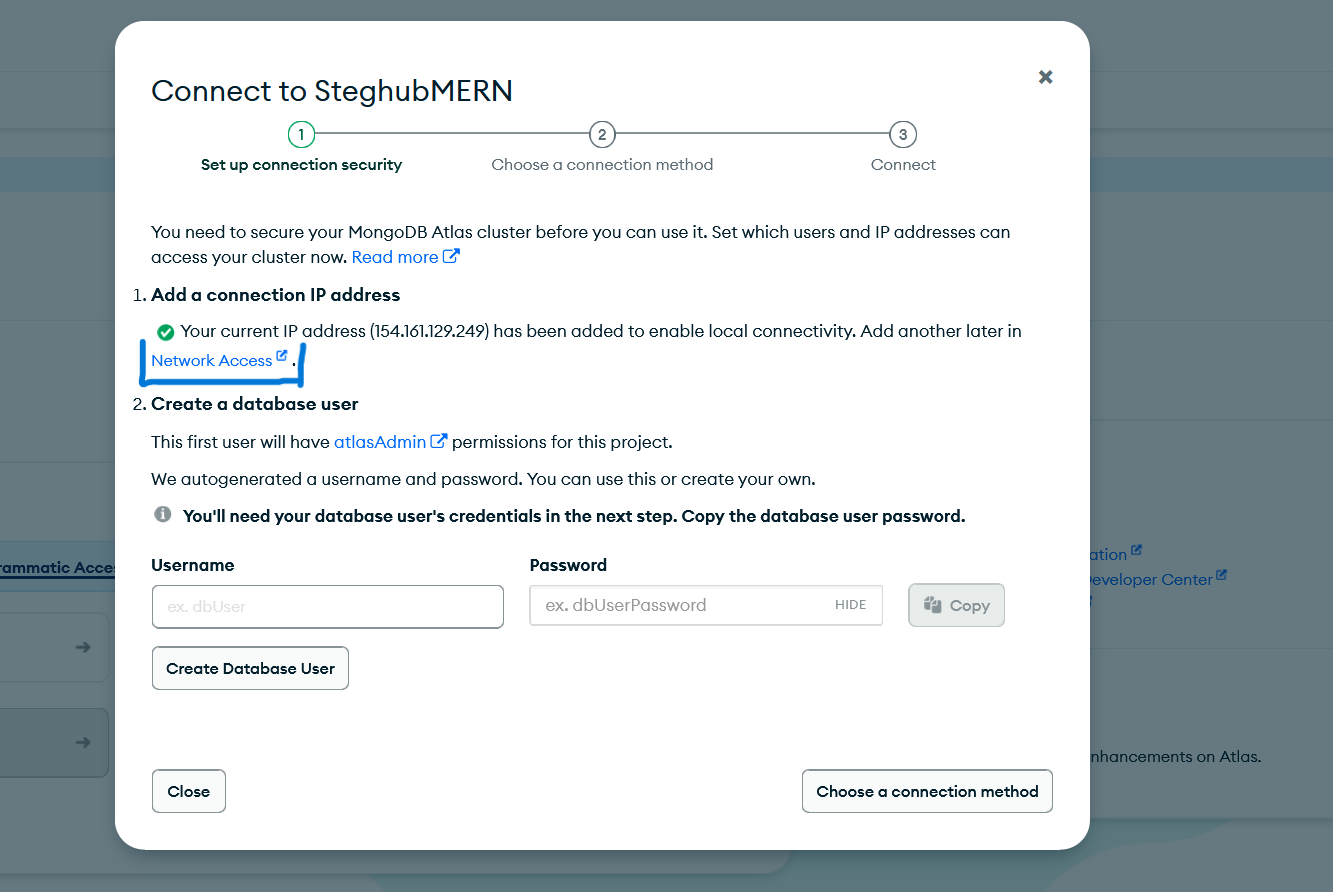 Connect to SteghubMERN
1
2
3
Set up connection security
Choose a connection method
Connect
You need to secure your MongoDB Atlas cluster before you can use it. Set which users and IP addresses can
access your cluster now. Read more
1. Add a connection IP address
Your current IP address (154.161.129.249) has been added to enable local connectivity. Add another later in
Network Access .
2. Create a database user
This first user will have atlasAdmin permissions for this project.
We autogenerated a username and password. You can use this or create your own.
You'll need your database user's credentials in the next step. Copy the database user password.
Username
Password
ex. dbUser
ex. dbUserPassword
HIDE
Copy
Create Database User
Close
Choose a connection method
Developer Center
nhancements on Atlas.